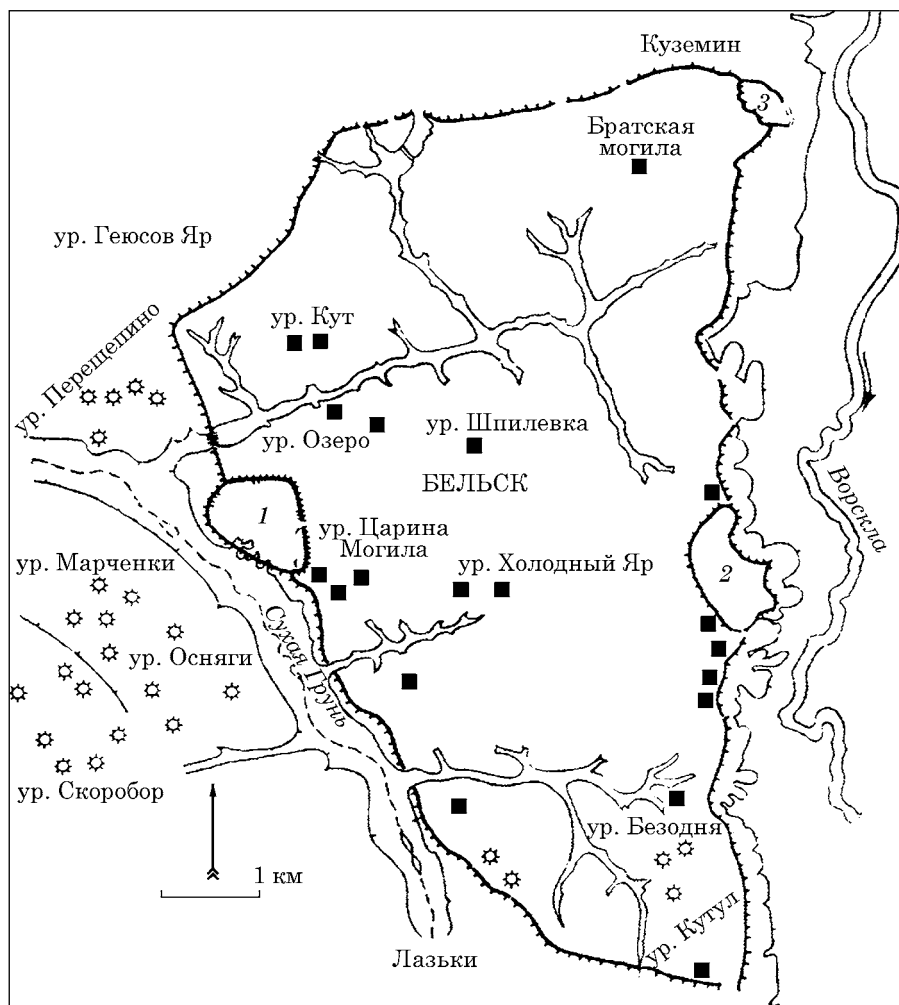 Куземин
3
Братская
могила
ур. Геюсов Яр
ур. Перещепино
ур. Кут
ур. Озеро
ур. Шпилевка
БЕЛЬСК
1
ур. Царина
Могила
ур. Марченки
ур. Холодный Яр
2
Ворскла
Сухая Грунь
ур. Осняги
ур. Скоробор
1 км
ур. Безодня
ур. Кутул
Лазьки